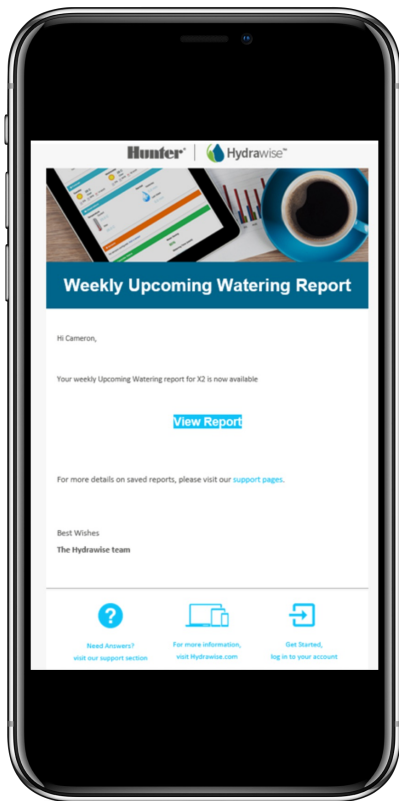 Hunter® | Hydrawise™
Weekly Upcoming Watering Report
Hi Cameron,
Your weekly Upcoming Watering report for X2 is now available
View Report
For more details on saved reports, please visit our support pages.
Best Wishes
The Hydrawise team
Need Answers?
visit our support section
For more information,
visit Hydrawise.com
Get Started,
log in to your account